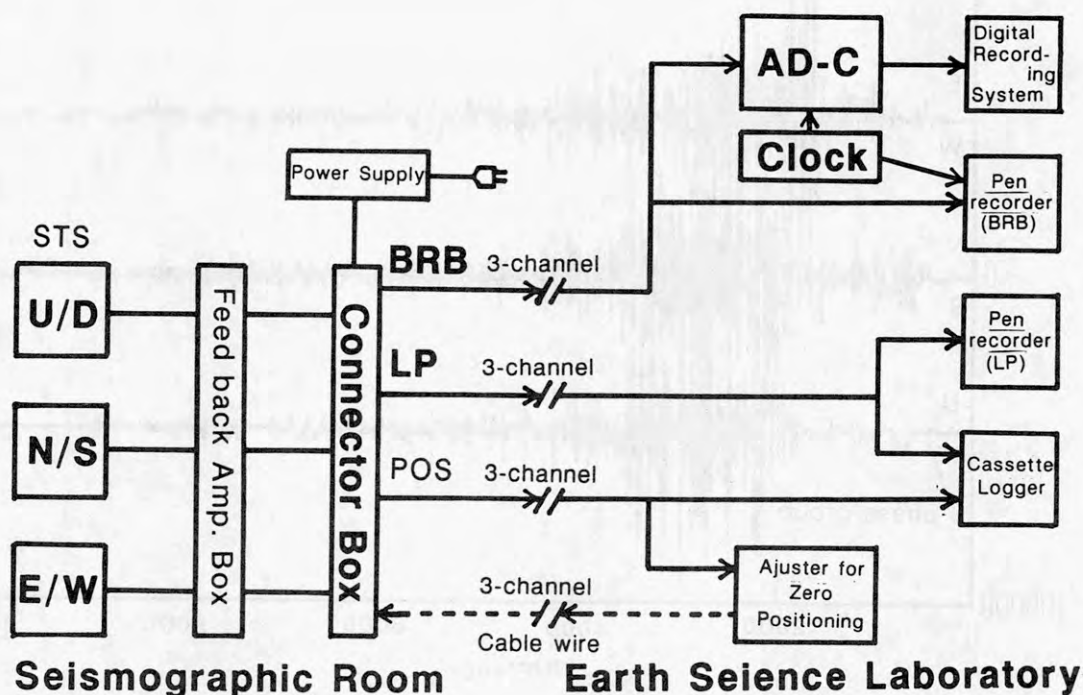 STS
U/D
N/S
E/W
Feed back Amp. Box
Power Supply
Connector Box
BRB
3-channel
LP
3-channel
POS
3-channel
3-channel
Cable wire
AD-C
Clock
Digital
Record-
ing
System
Pen
recorder
(BRB)
Pen
recorder
(LP)
Cassette
Logger
Ajuster for
Zero
Positioning
Seismographic Room
Earth Seience Laboratory